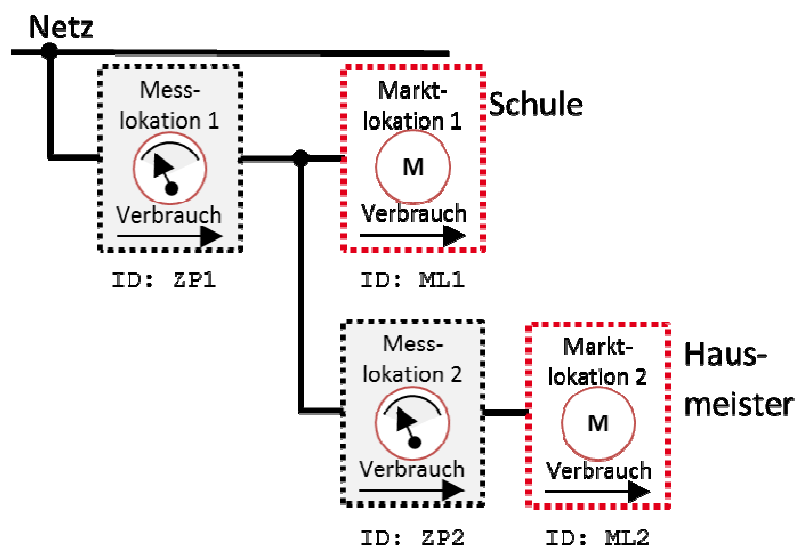 Netz
Mess-
lokation 1
Verbrauch
ID: ZP1
Markt-
lokation 1
M
Verbrauch
ID: ML1
Schule
Mess-
lokation 2
Verbrauch
ID: ZP2
Markt-
lokation 2
M
Verbrauch
ID: ML2
Haus-
meister